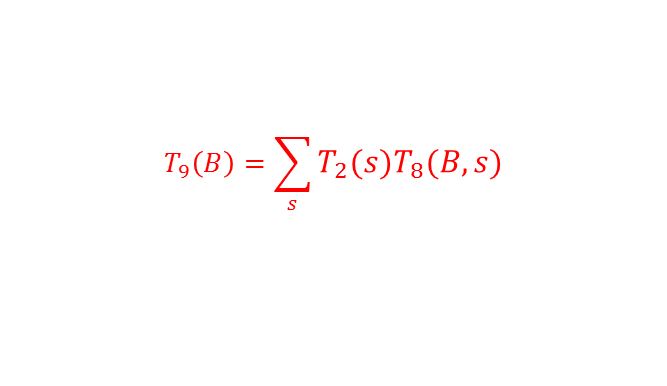 T₉(B) = ∑ₛ T₂(s)T₈(B, s)